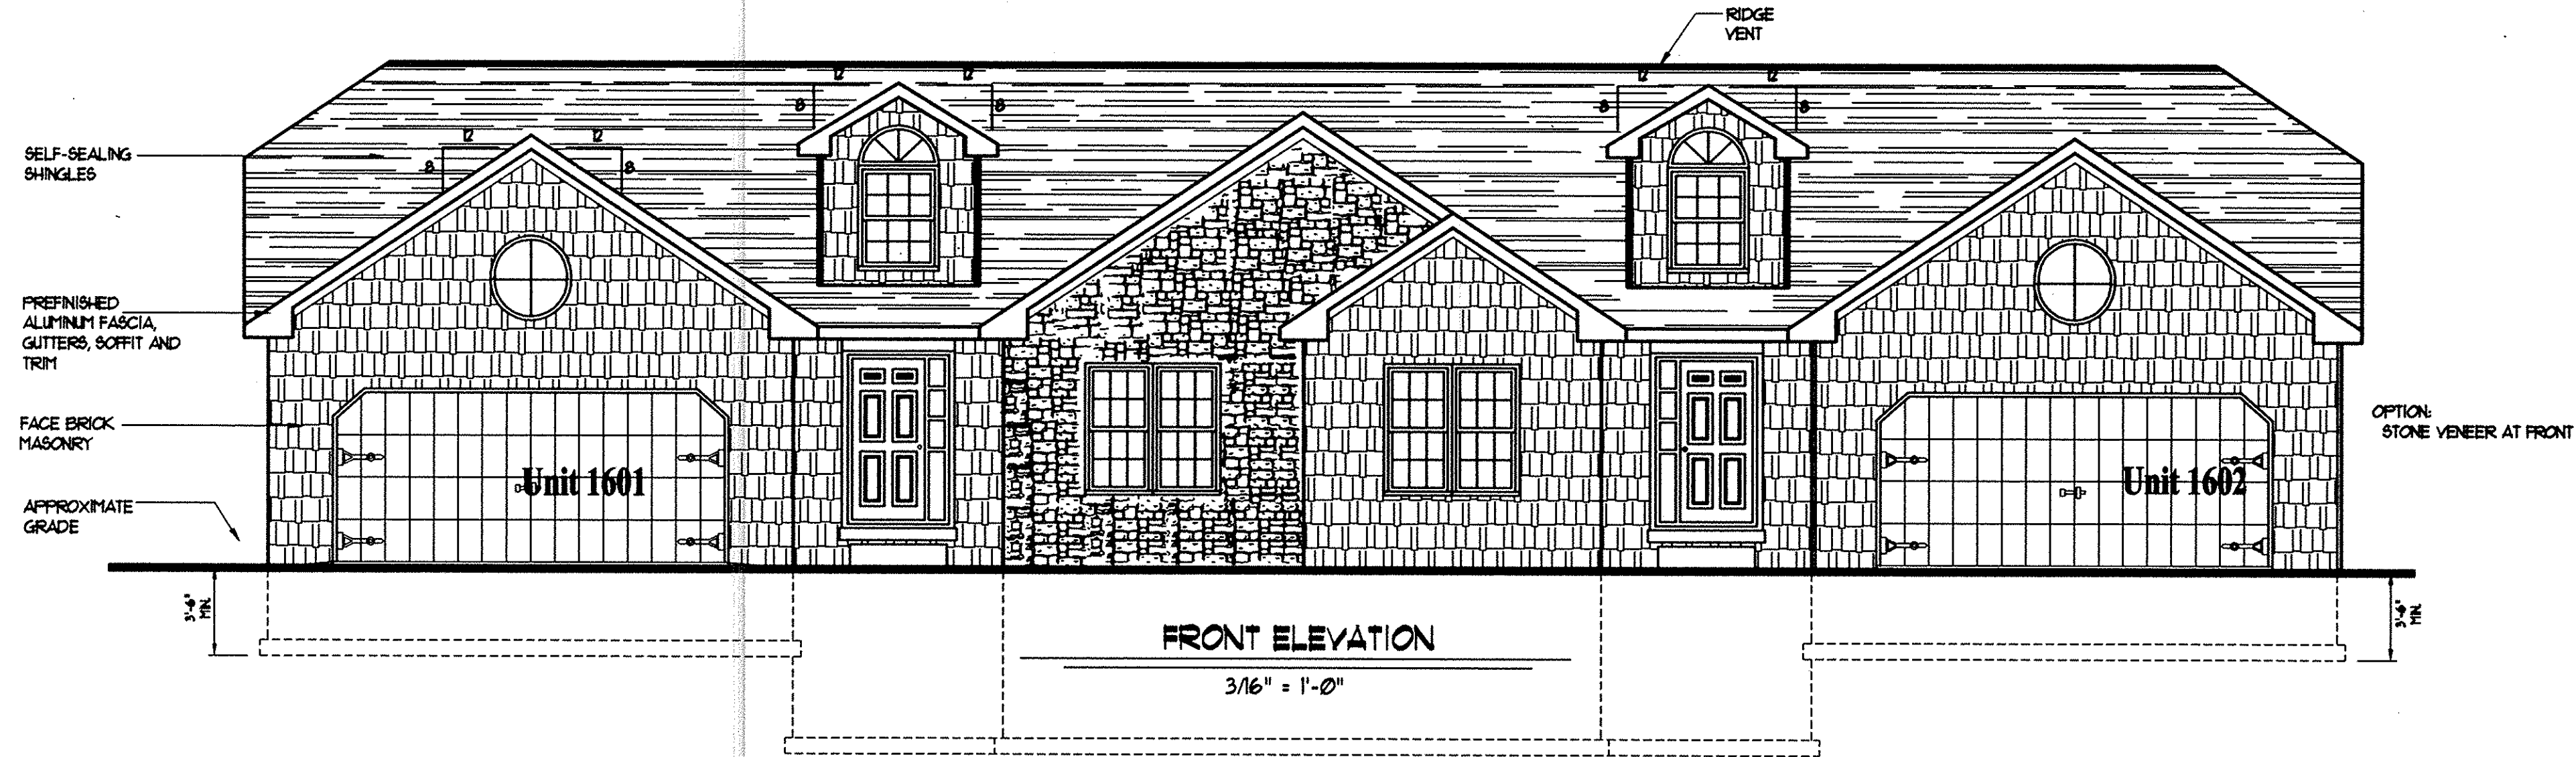 RIDGE
VENT
12 12 12 12
8 8 8 8
12 12
8 8
SELF-SEALING
SHINGLES
PREFINISHED
ALUMINUM FASCIA,
GUTTERS, SOFFIT AND
TRIM
FACE BRICK
MASONRY
OPTION:
STONE VENEER AT FRONT
Unit 1601
Unit 1602
APPROXIMATE
GRADE
3'-6"
MIN.
3'-6"
MIN.
FRONT ELEVATION
3/16" = 1'-0"